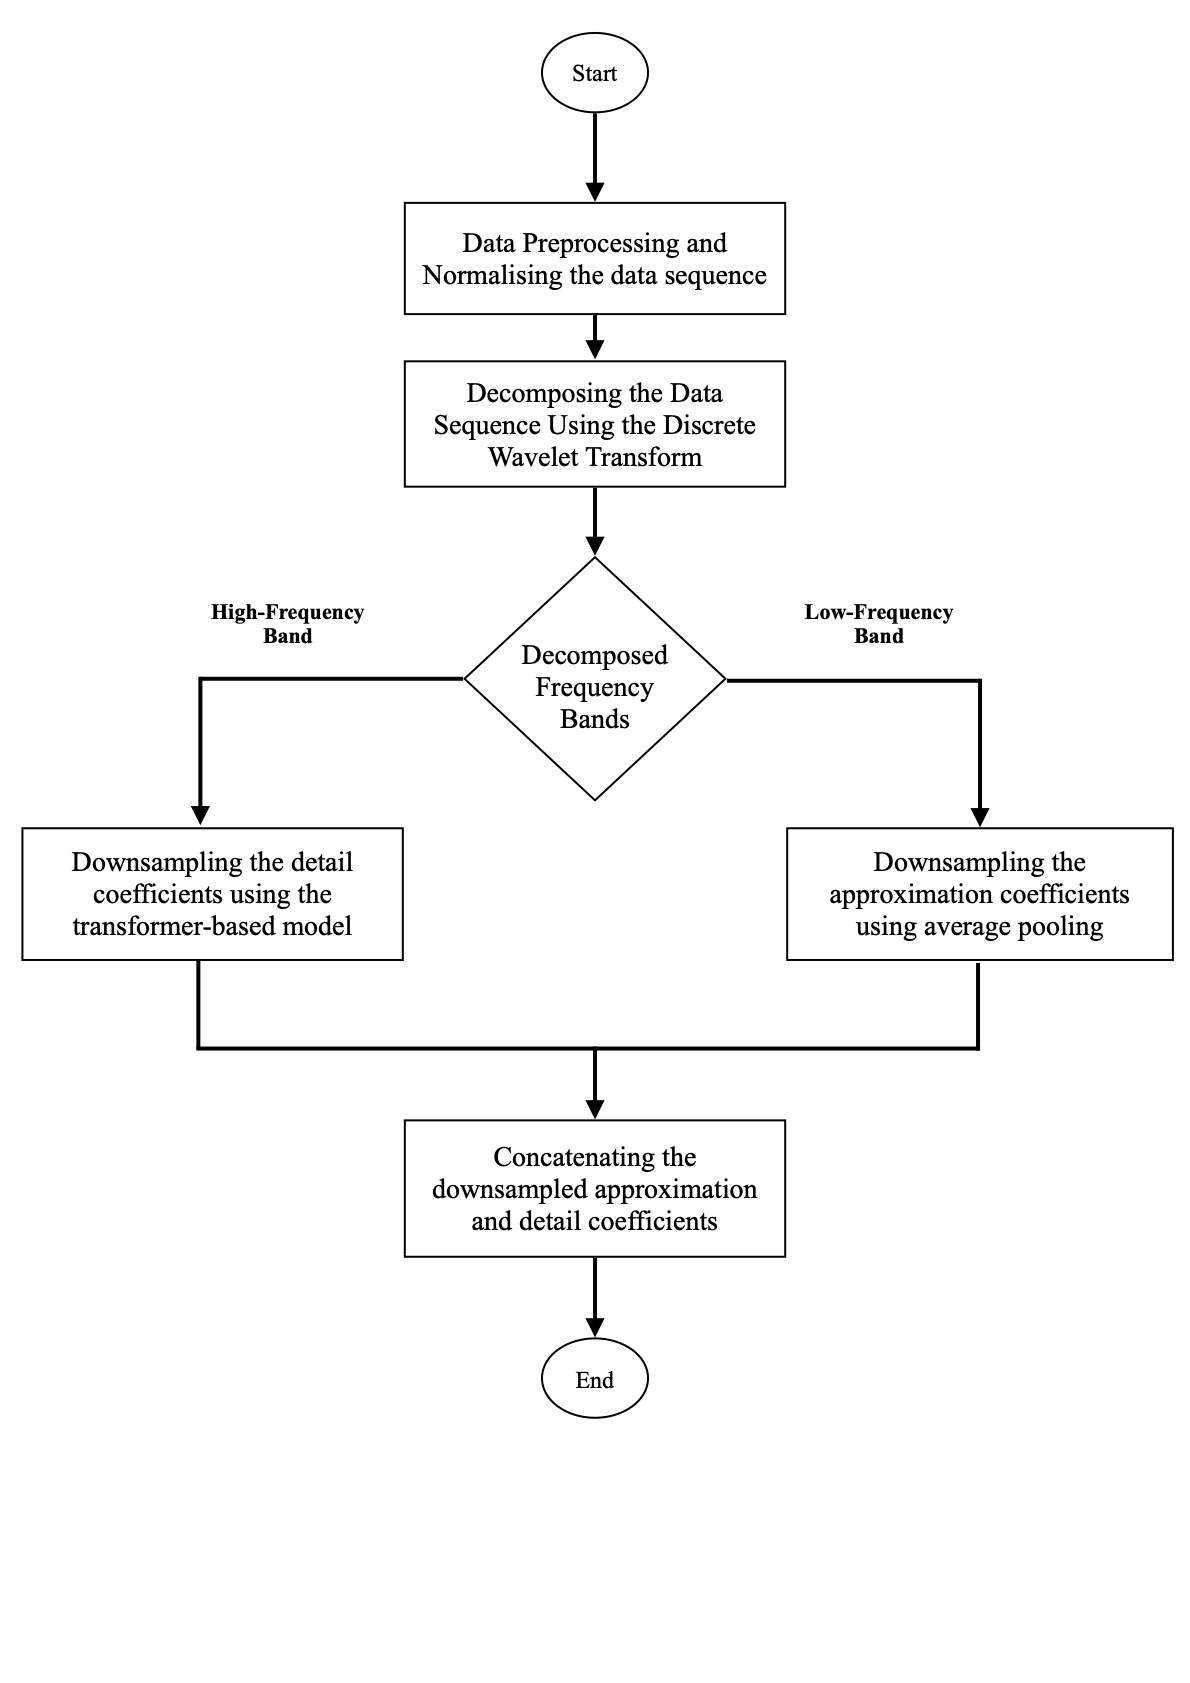 Start
Data Preprocessing and
Normalising the data sequence
Decomposing the Data
Sequence Using the Discrete
Wavelet Transform
High-Frequency
Band
Low-Frequency
Band
Decomposed
Frequency
Bands
Downsampling the detail
coefficients using the
transformer-based model
Downsampling the
approximation coefficients
using average pooling
Concatenating the
downsampled approximation
and detail coefficients
End